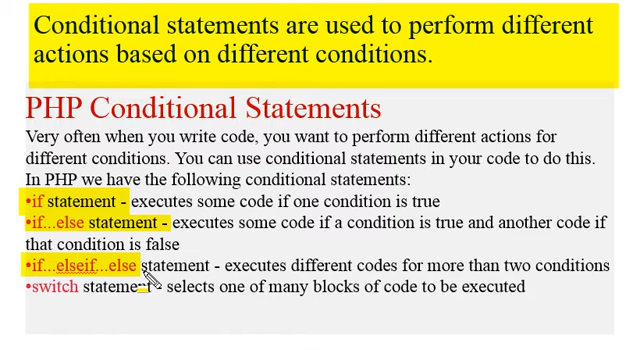 Conditional statements are used to perform different
actions based on different conditions.
PHP Conditional Statements
Very often when you write code, you want to perform different actions for
different conditions. You can use conditional statements in your code to do this.
In PHP we have the following conditional statements:
•if statement - executes some code if one condition is true
•if...else statement - executes some code if a condition is true and another code if
that condition is false
•if...elseif...else statement - executes different codes for more than two conditions
•switch statement - selects one of many blocks of code to be executed